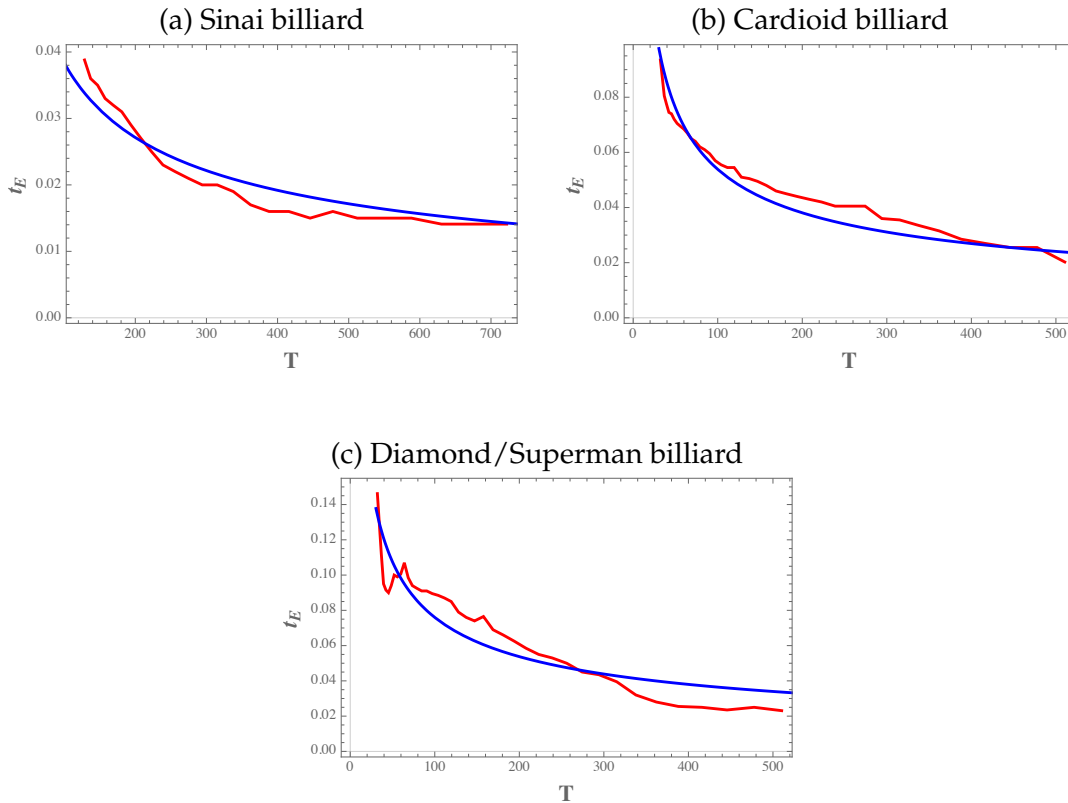 (a) Sinai billiard
0.04
0.03
0.02
0.01
0.00
t_E
200 300 400 500 600 700
T
(b) Cardioid billiard
0.08
0.06
0.04
0.02
0.00
t_E
0 100 200 300 400 500
T
(c) Diamond/Superman billiard
0.14
0.12
0.10
0.08
0.06
0.04
0.02
0.00
t_E
0 100 200 300 400 500
T